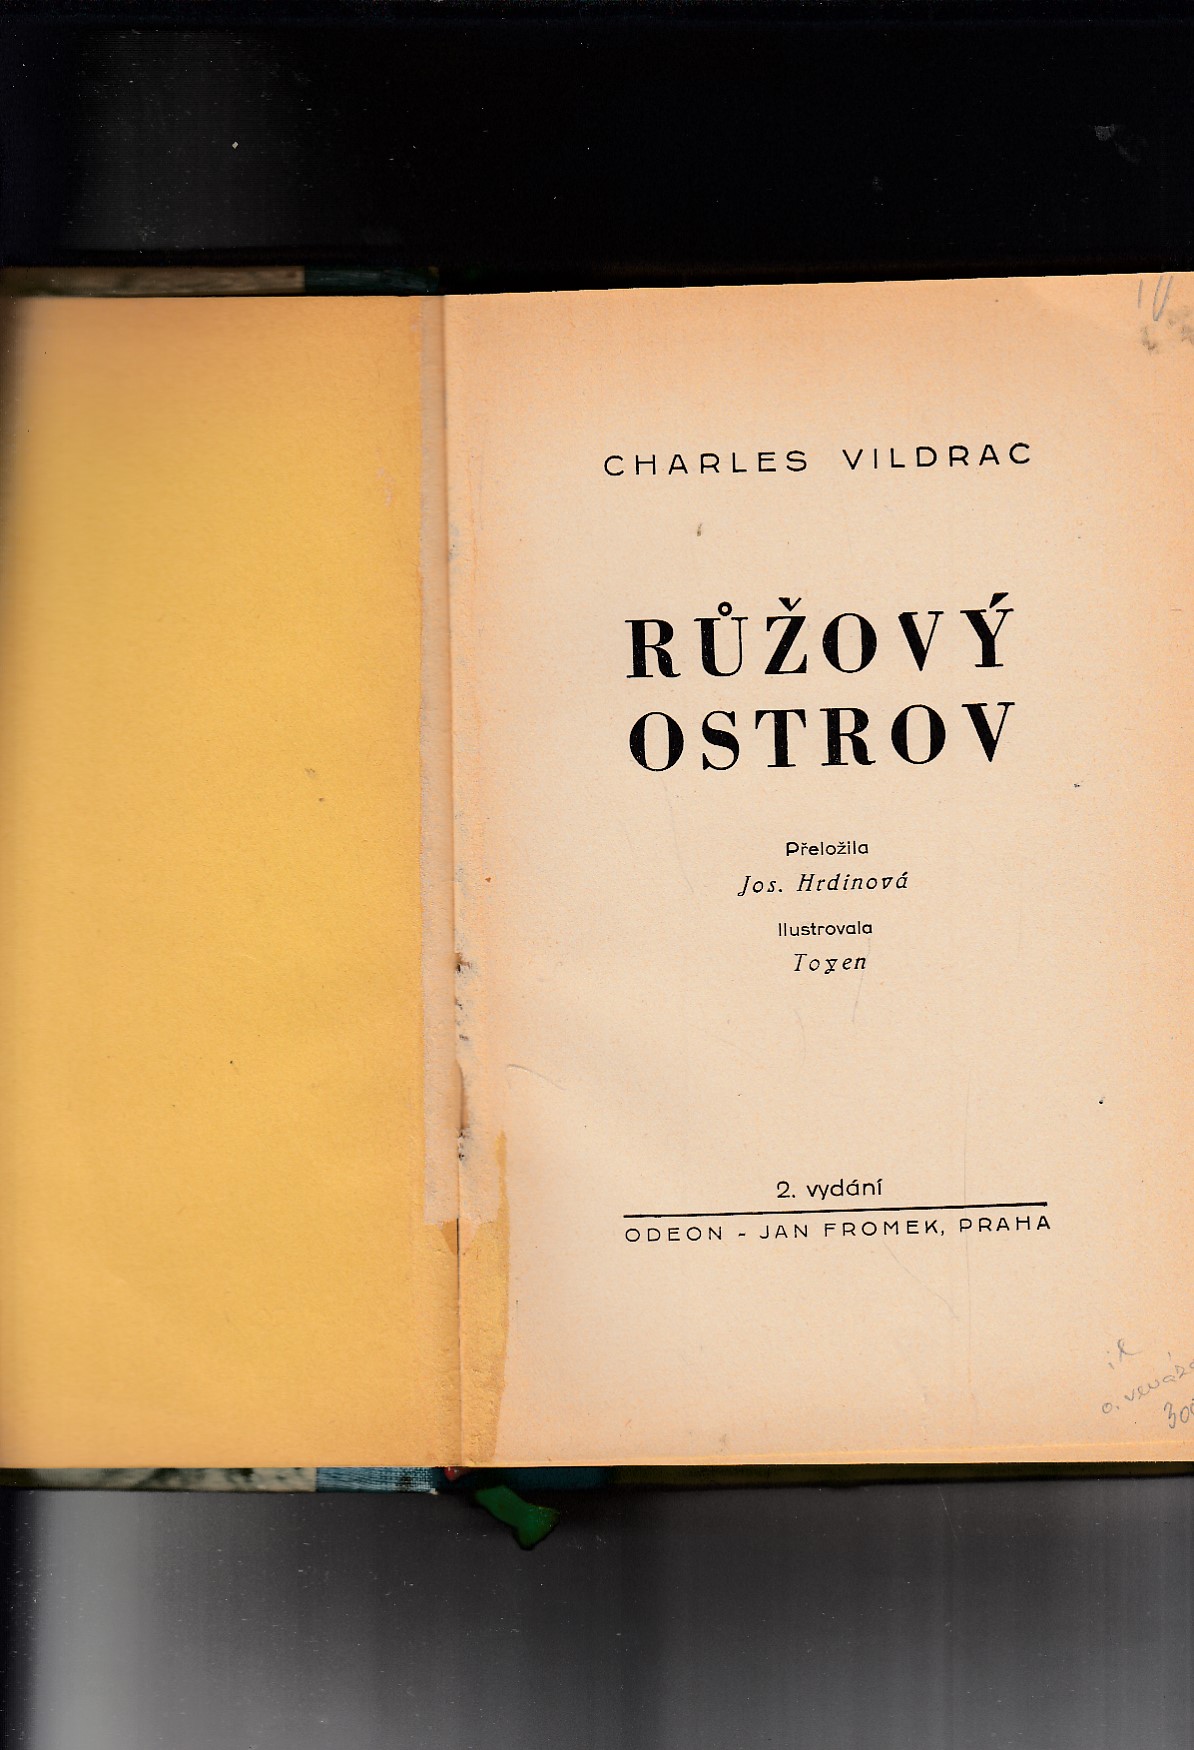 CHARLES VILDRAC
RŮŽOVÝ
OSTROV
Přeložila
Jos. Hrdinová
Ilustrovala
Toyen
2. vydání
ODEON - JAN FROMEK, PRAHA